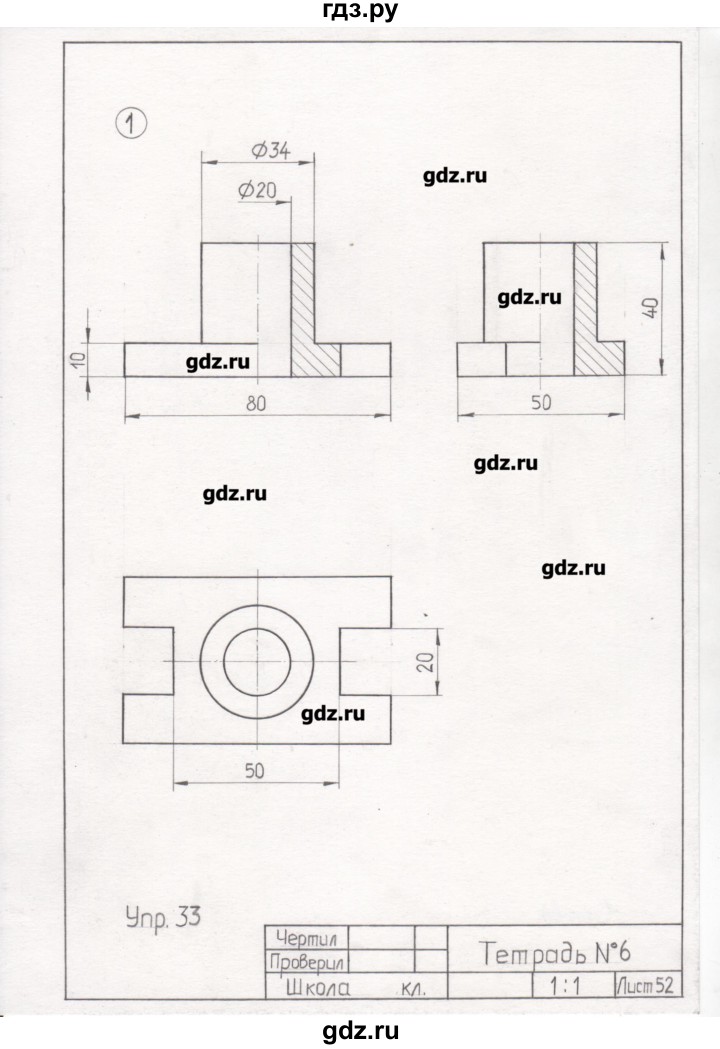 гдз.ру
1
Ø34
gdz.ru
Ø20
gdz.ru
40
10
gdz.ru
80
50
gdz.ru
gdz.ru
gdz.ru
20
gdz.ru
50
Упр. 33
Чертил
Проверил
Тетрадь №6
Школа кл.
1:1
Лист 52
gdz.ru